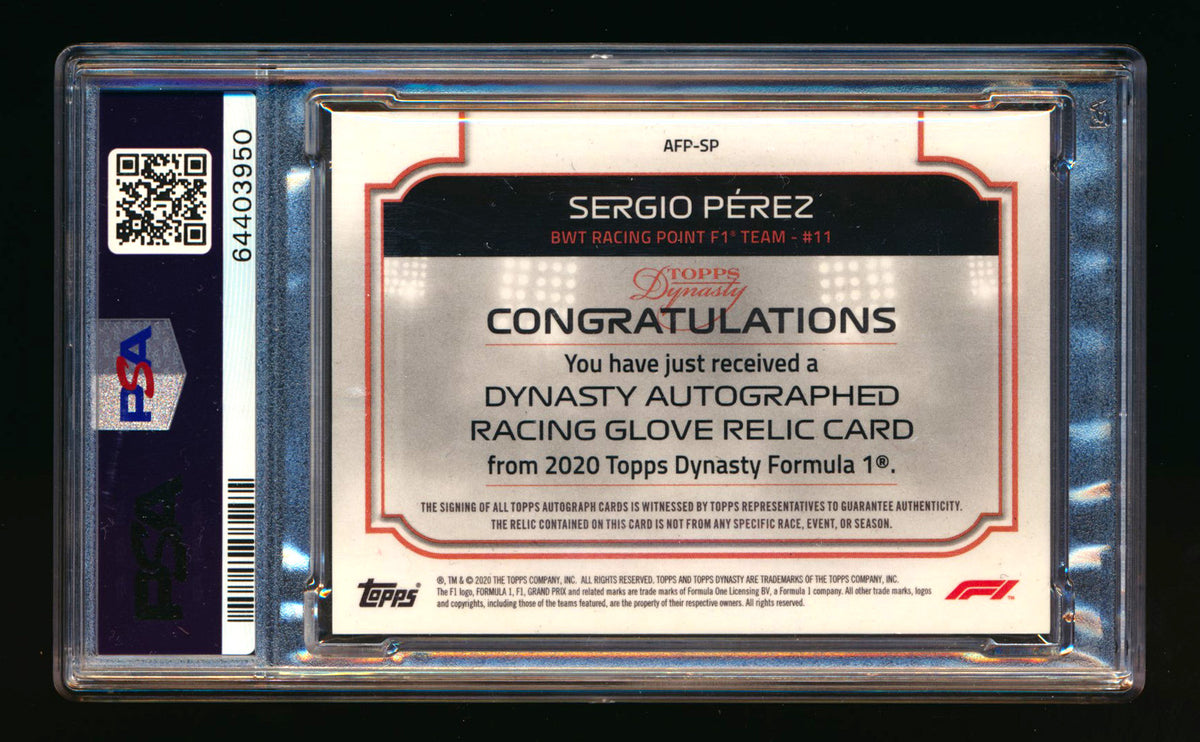 64403950
PSA
PSA
AFP-SP
SERGIO PÉREZ
BWT RACING POINT F1® TEAM - #11
TOPPS
Dynasty
CONGRATULATIONS
You have just received a
DYNASTY AUTOGRAPHED
RACING GLOVE RELIC CARD
from 2020 Topps Dynasty Formula 1®.
THE SIGNING OF ALL TOPPS AUTOGRAPH CARDS IS WITNESSED BY TOPPS REPRESENTATIVES TO GUARANTEE AUTHENTICITY.
THE RELIC CONTAINED ON THIS CARD IS NOT FROM ANY SPECIFIC RACE, EVENT, OR SEASON.
topps®
®, TM & © 2020 THE TOPPS COMPANY, INC. ALL RIGHTS RESERVED. TOPPS AND TOPPS DYNASTY ARE TRADEMARKS OF THE TOPPS COMPANY, INC.
The F1 logo, FORMULA 1, F1, GRAND PRIX and related marks are trade marks of Formula One Licensing BV, a Formula 1 company. All other trade marks, logos
and copyrights, including those of the teams featured, are the property of their respective owners. All rights reserved.
F1™